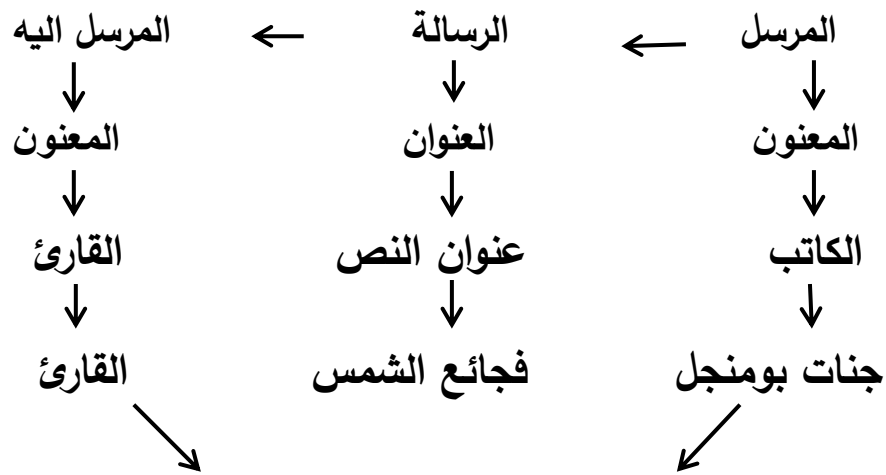 المرسل الرسالة المرسل اليه
المعنون العنوان المعنون
الكاتب عنوان النص القارئ
جنات بومنجل فجائع الشمس القارئ